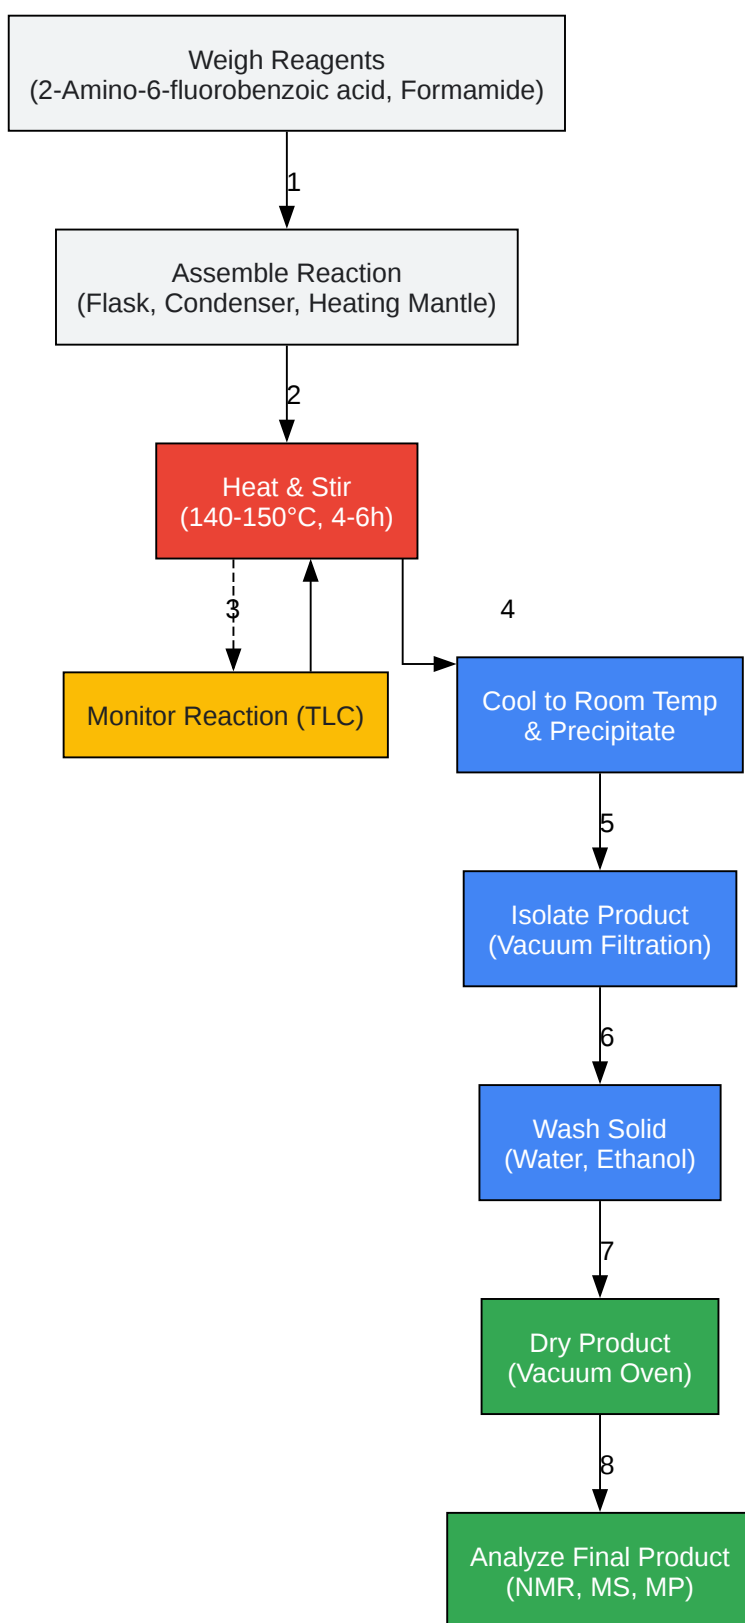 Weigh Reagents
(2-Amino-6-fluorobenzoic acid, Formamide)
1
Assemble Reaction
(Flask, Condenser, Heating Mantle)
2
Heat & Stir
(140-150°C, 4-6h)
3
4
Monitor Reaction (TLC)
Cool to Room Temp
& Precipitate
5
Isolate Product
(Vacuum Filtration)
6
Wash Solid
(Water, Ethanol)
7
Dry Product
(Vacuum Oven)
8
Analyze Final Product
(NMR, MS, MP)